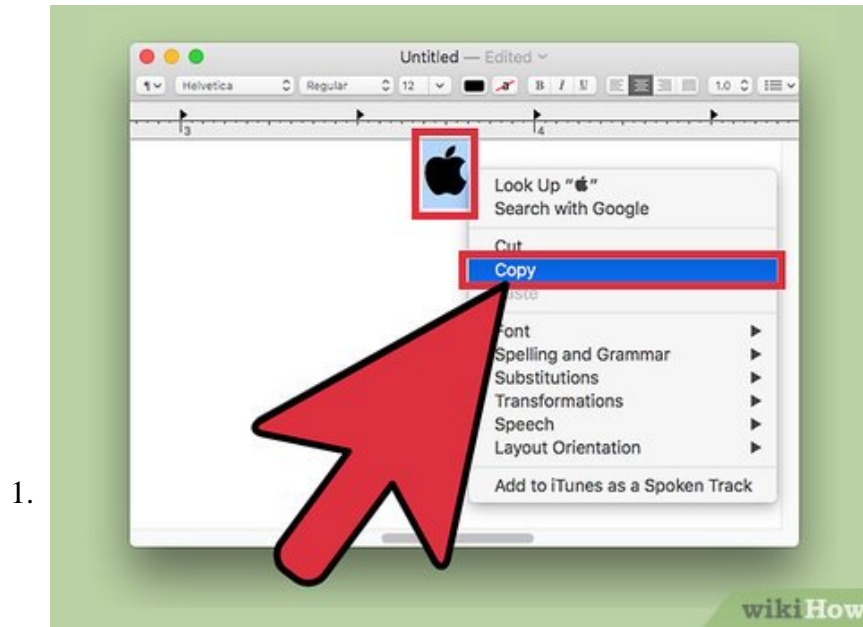 Untitled — Edited
¶ Helvetica Regular 12 a B I U 1.0
3 4
Look Up “”
Search with Google
Cut
Copy
Paste
Font
Spelling and Grammar
Substitutions
Transformations
Speech
Layout Orientation
1.
Add to iTunes as a Spoken Track
wikiHow